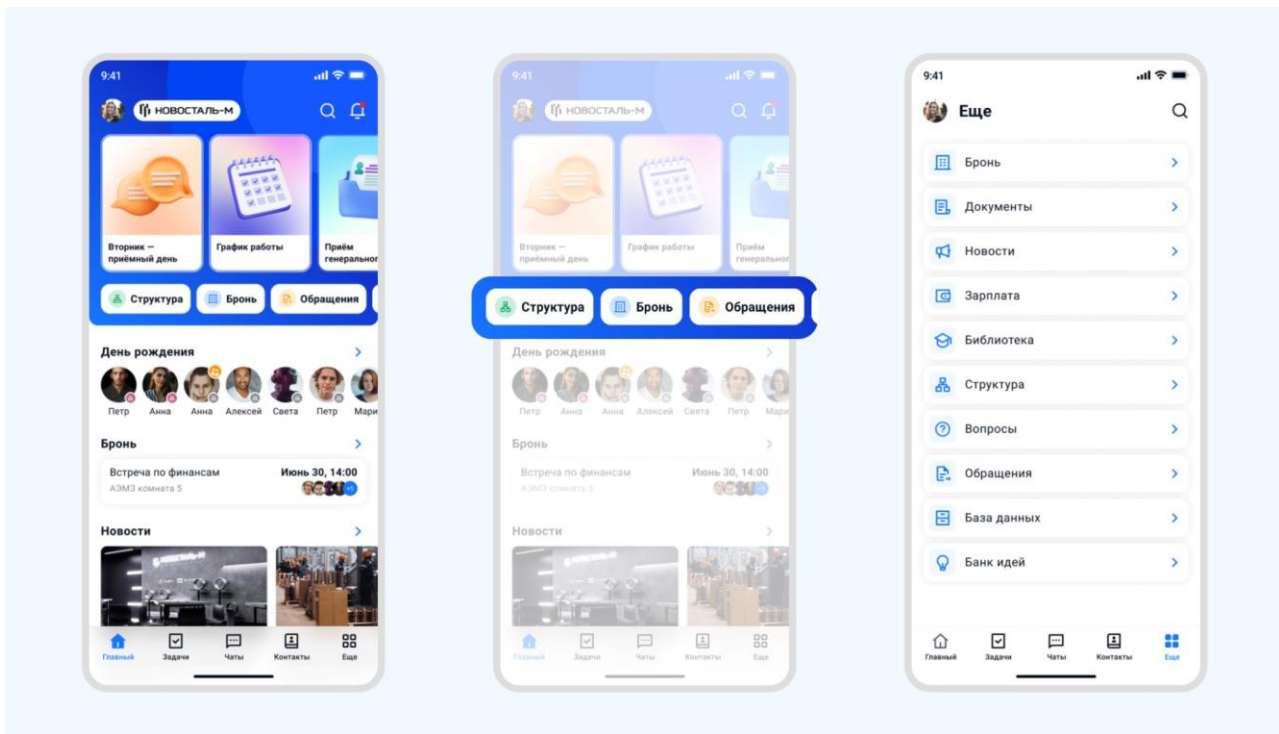 9:41
НОВОСТАЛЬ-М
Вторник –
приёмный день
График работы
Приём
генерального
Структура
Бронь
Обращения
День рождения
Петр
Анна
Анна
Алексей
Света
Петр
Мари
Бронь
Встреча по финансам
Июнь 30, 14:00
АЭМЗ комната 5
+5
Новости
Главный
Задачи
Чаты
Контакты
Еще
9:41
НОВОСТАЛЬ-М
Вторник –
приёмный день
График работы
Приём
генерального
Структура
Бронь
Обращения
День рождения
Петр
Анна
Анна
Алексей
Света
Петр
Мари
Бронь
Встреча по финансам
Июнь 30, 14:00
АЭМЗ комната 5
Новости
Главный
Задачи
Чаты
Контакты
Еще
9:41
Еще
Бронь
Документы
Новости
Зарплата
Библиотека
Структура
Вопросы
Обращения
База данных
Банк идей
Главный
Задачи
Чаты
Контакты
Еще